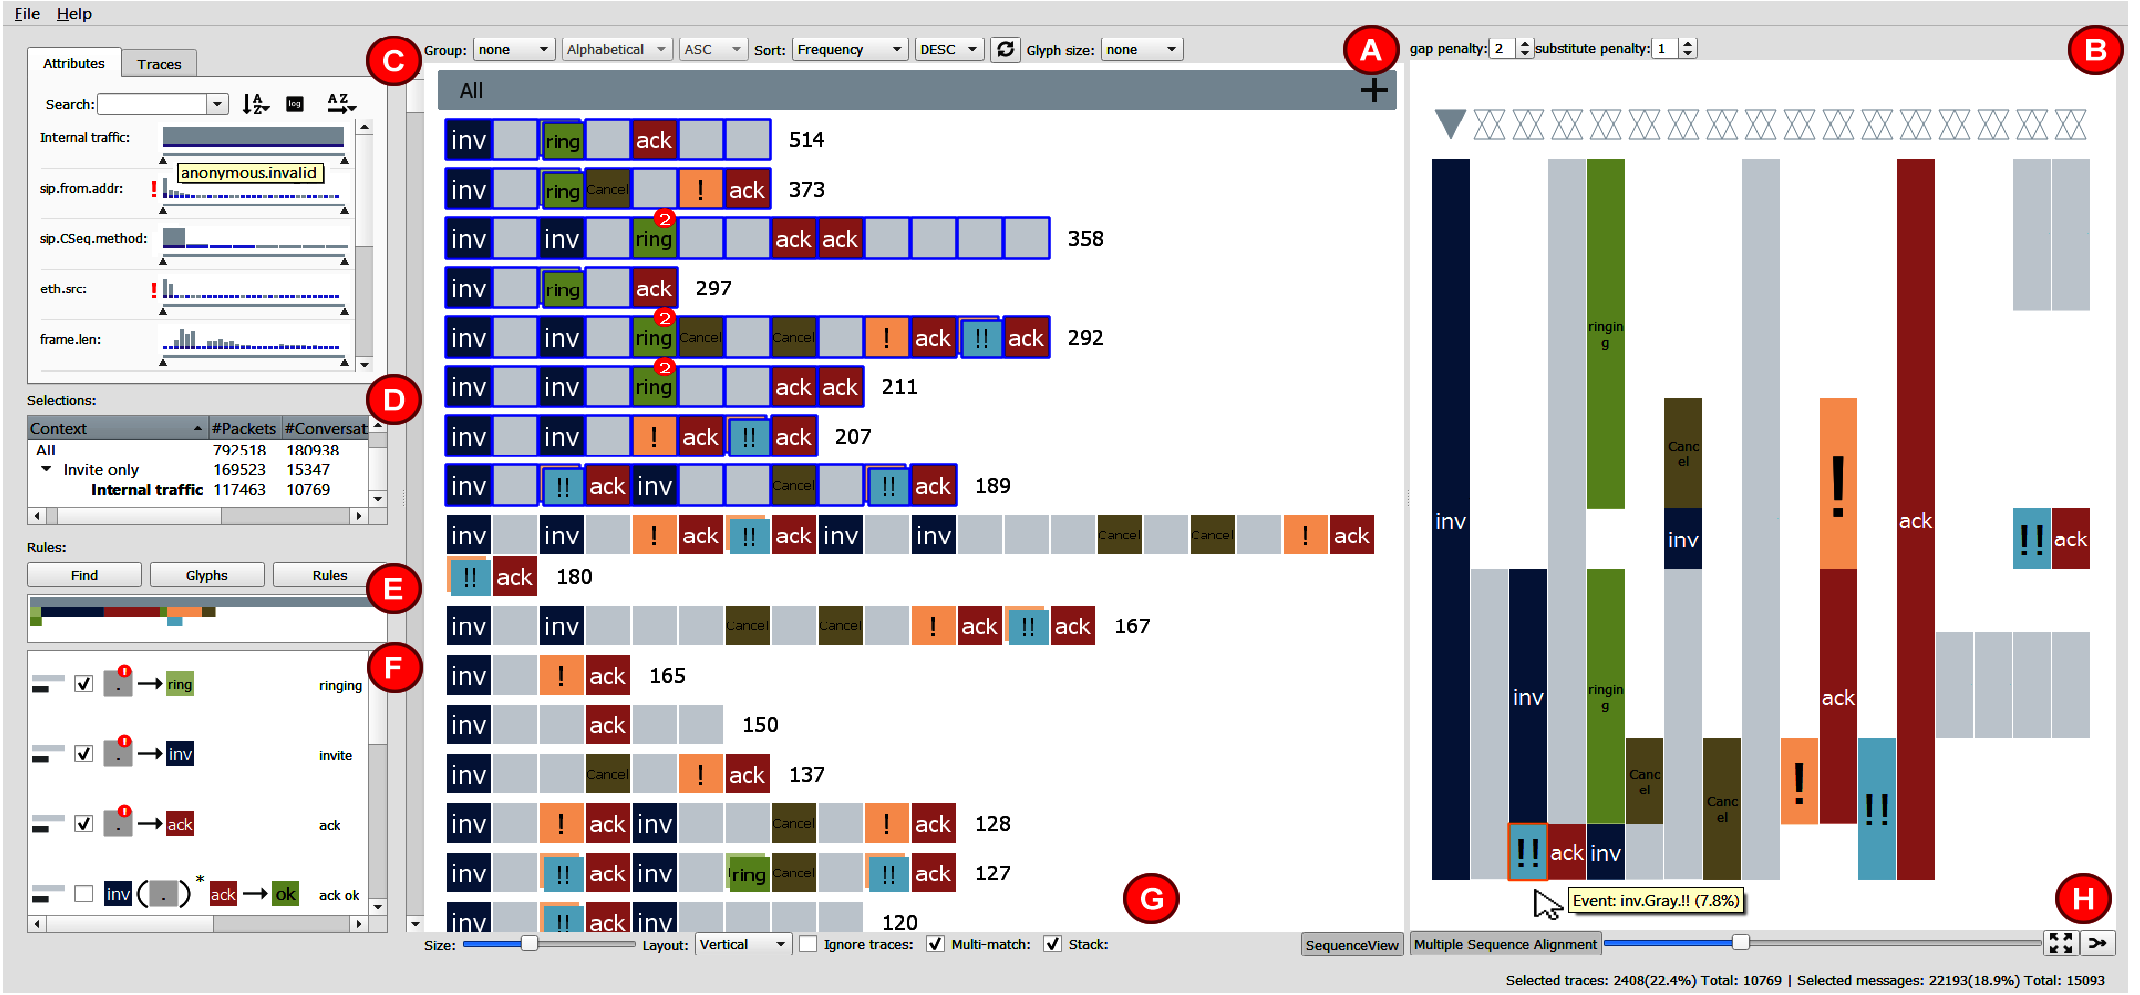 File Help
Attributes Traces
C
Group: none Alphabetical ASC Sort: Frequency DESC Glyph size: none
A
gap penalty: 2 substitute penalty: 1
B
Search: log
Internal traffic:
anonymous.invalid
sip.from.addr: !
sip.CSeq.method:
eth.src: !
frame.len:
D
Selections:
Context #Packets #Conversat
All 792518 180938
Invite only 169523 15347
Internal traffic 117463 10769
Rules:
Find Glyphs Rules
E
F
! . ring ringing
! . inv invite
! . ack ack
inv ( . ) * ack ok ack ok
All +
inv ring ack 514
inv ring Cancel ! ack 373
inv inv ring 2 ack ack 358
inv ring ack 297
inv inv ring 2 Cancel Cancel ! ack !! ack 292
inv inv ring 2 ack ack 211
inv inv ! ack !! ack 207
inv !! ack inv Cancel !! ack 189
inv inv ! ack !! ack inv inv Cancel Cancel ! ack
!! ack 180
inv inv Cancel Cancel ! ack !! ack 167
inv ! ack 165
inv ack 150
inv Cancel ! ack 137
inv ! ack inv Cancel ! ack 128
inv !! ack inv ring Cancel !! ack 127
inv !! ack inv 120
G
Size: Layout: Vertical Ignore traces: Multi-match: Stack: SequenceView
ringin
g
Canc
el
!
inv inv ack !! ack
inv ringin
g ack
Canc
el
Canc
el
! !!
!! ack inv
Event: inv.Gray.!! (7.8%)
H
Multiple Sequence Alignment
Selected traces: 2408(22.4%) Total: 10769 | Selected messages: 22193(18.9%) Total: 15093